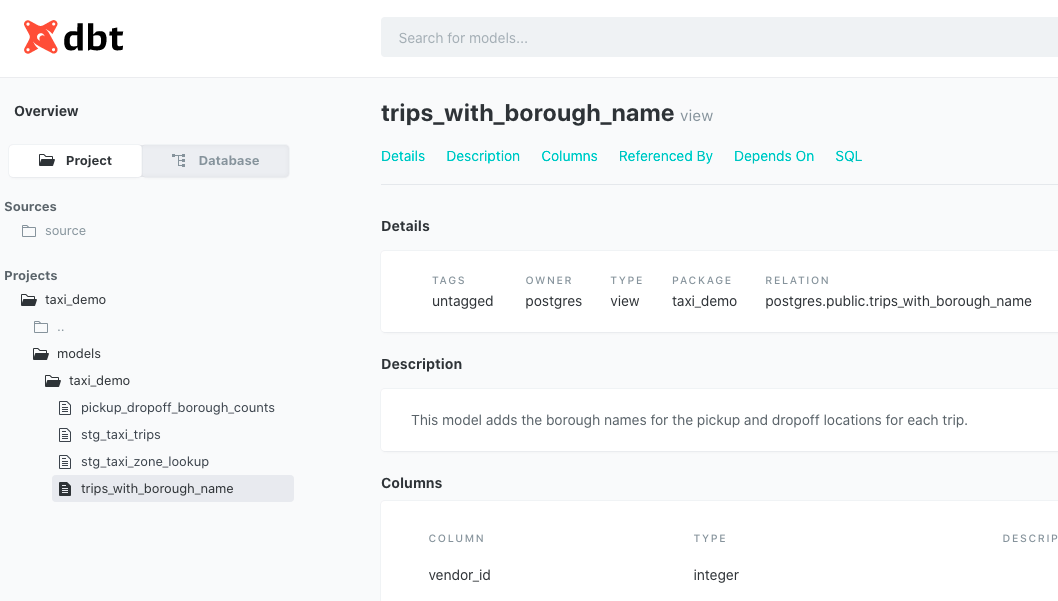 dbt
Search for models...
Overview
Project
Database
Sources
source
Projects
taxi_demo
..
models
taxi_demo
pickup_dropoff_borough_counts
stg_taxi_trips
stg_taxi_zone_lookup
trips_with_borough_name
trips_with_borough_name view
Details Description Columns Referenced By Depends On SQL
Details
TAGS OWNER TYPE PACKAGE RELATION
untagged postgres view taxi_demo postgres.public.trips_with_borough_name
Description
This model adds the borough names for the pickup and dropoff locations for each trip.
Columns
COLUMN TYPE DESCRIP
vendor_id integer